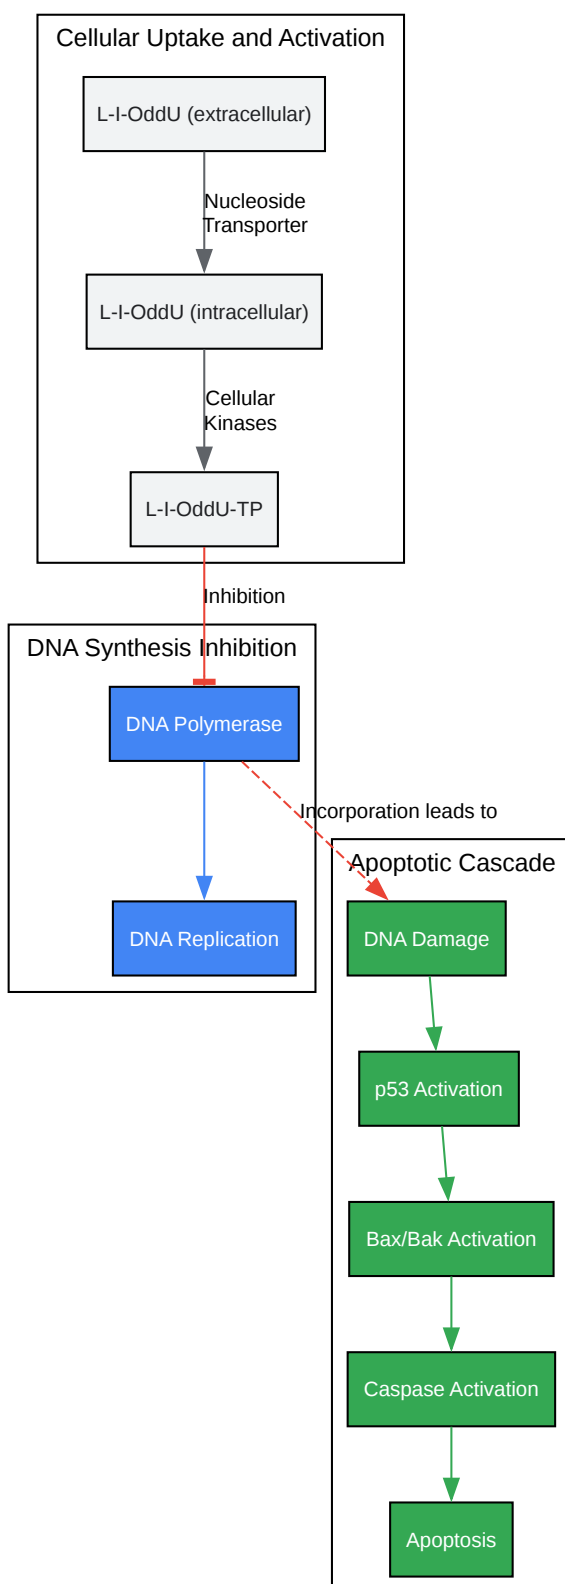 Cellular Uptake and Activation
L-I-OddU (extracellular)
Nucleoside
Transporter
L-I-OddU (intracellular)
Cellular
Kinases
L-I-OddU-TP
Inhibition
DNA Synthesis Inhibition
DNA Polymerase
Incorporation leads to
Apoptotic Cascade
DNA Replication
DNA Damage
p53 Activation
Bax/Bak Activation
Caspase Activation
Apoptosis